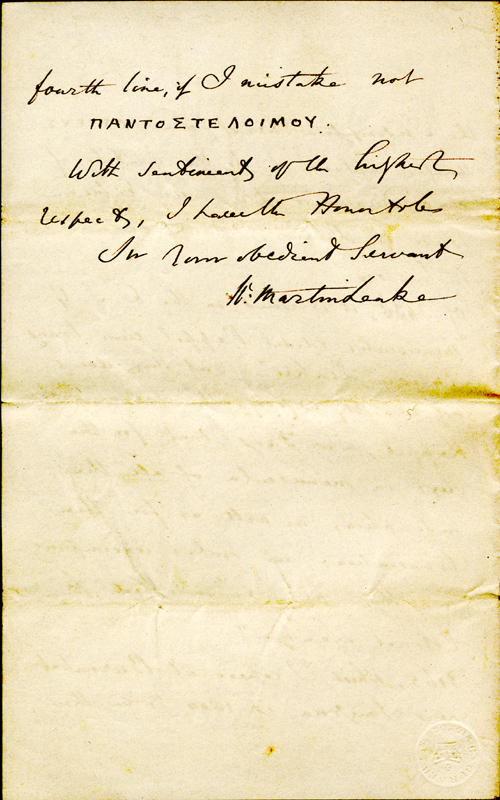 fourth line, if I mistake not
ΠΑΝΤΟΣΤΕΛΟΙΜΟΥ.
With sentiments of the highest
respect, I have the Honor to be
Sir Your obedient Servant
Wm. Martin Leake